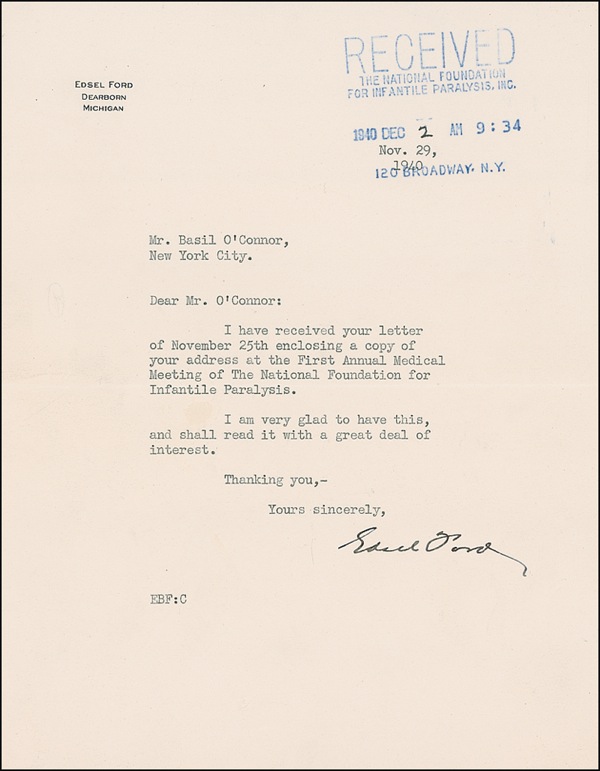 EDSEL FORD
DEARBORN
MICHIGAN
RECEIVED
THE NATIONAL FOUNDATION
FOR INFANTILE PARALYSIS, INC.
1940 DEC 2 AM 9:34
Nov. 29,
1940
120 BROADWAY, N.Y.
Mr. Basil O'Connor,
New York City.
Dear Mr. O'Connor:
I have received your letter
of November 25th enclosing a copy of
your address at the First Annual Medical
Meeting of The National Foundation for
Infantile Paralysis.
I am very glad to have this,
and shall read it with a great deal of
interest.
Thanking you,-
Yours sincerely,
Edsel Ford
EBF:C